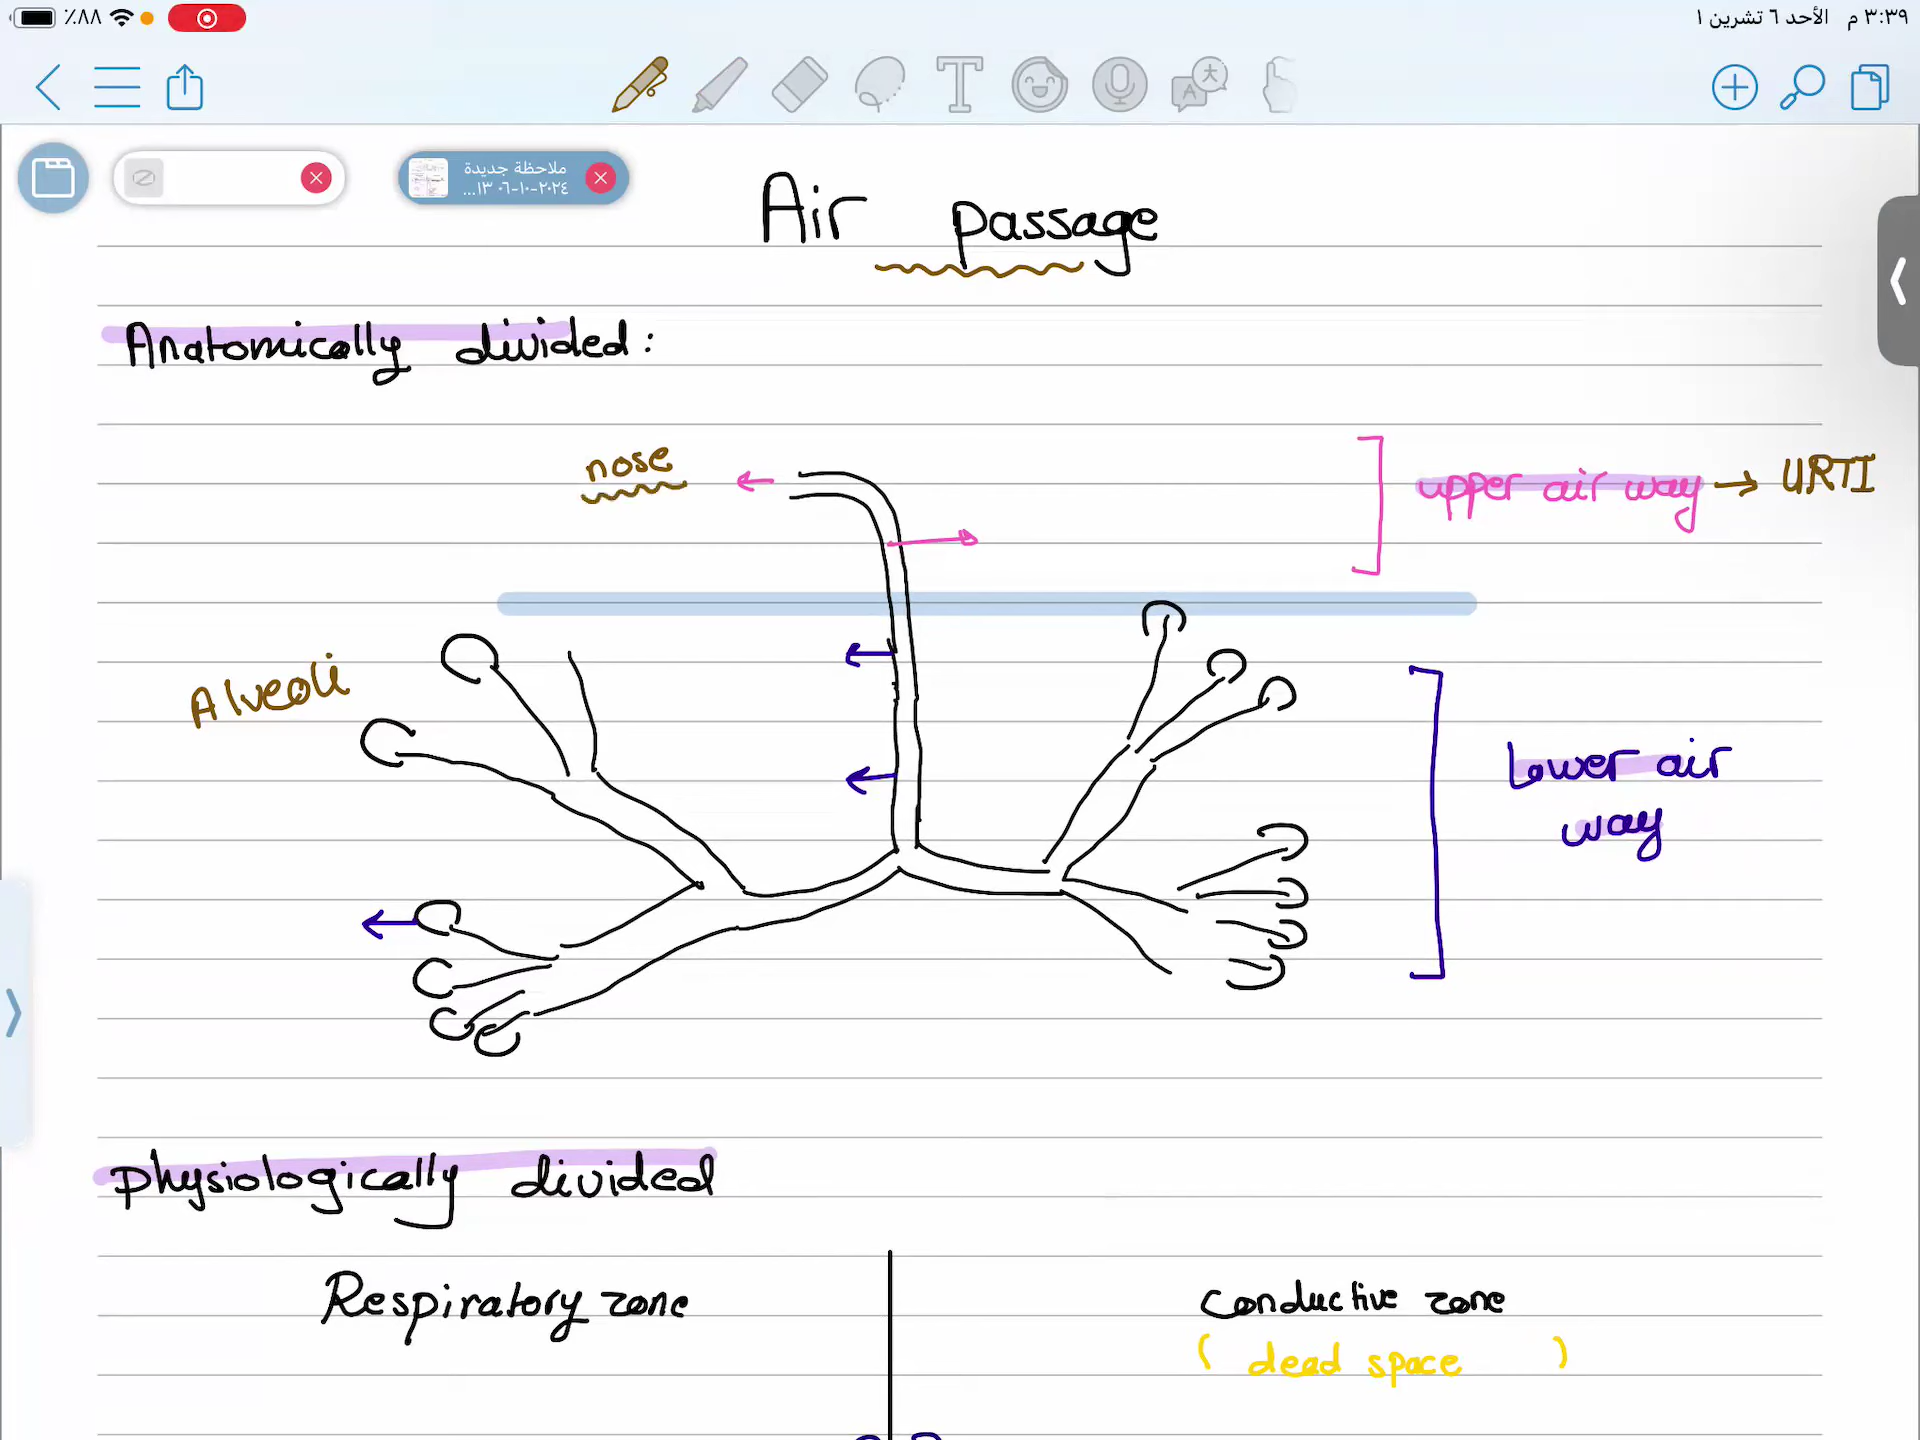 ٪٨٨
٣:٣٩ م الأحد ٦ تشرين ١
ملاحظة جديدة
٢٠٢٤-١٠-٠٦ ١٣...
Air passage
Anatomically divided:
nose
upper air way → URTI
Alveoli
Lower air
way
physiologically divided
Respiratory zone
conductive zone
( dead space )